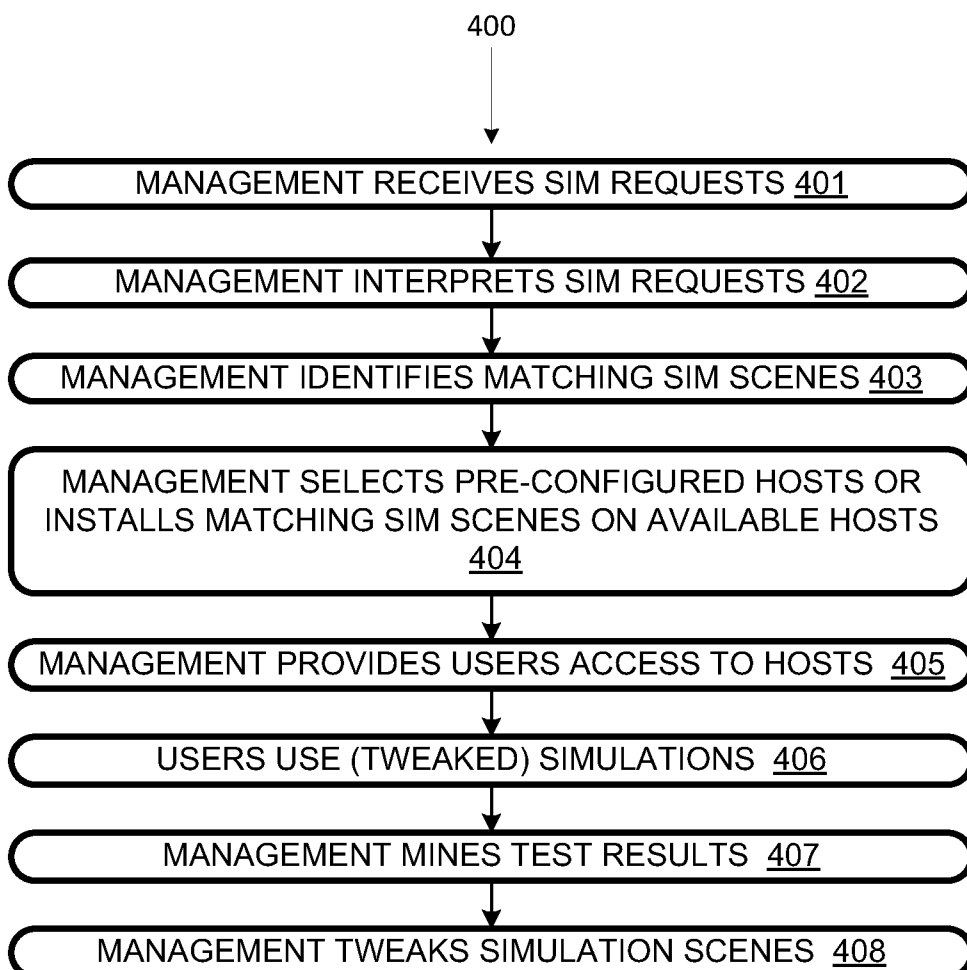 400
MANAGEMENT RECEIVES SIM REQUESTS 401
MANAGEMENT INTERPRETS SIM REQUESTS 402
MANAGEMENT IDENTIFIES MATCHING SIM SCENES 403
MANAGEMENT SELECTS PRE-CONFIGURED HOSTS OR
INSTALLS MATCHING SIM SCENES ON AVAILABLE HOSTS
404
MANAGEMENT PROVIDES USERS ACCESS TO HOSTS 405
USERS USE (TWEAKED) SIMULATIONS 406
MANAGEMENT MINES TEST RESULTS 407
MANAGEMENT TWEAKS SIMULATION SCENES 408